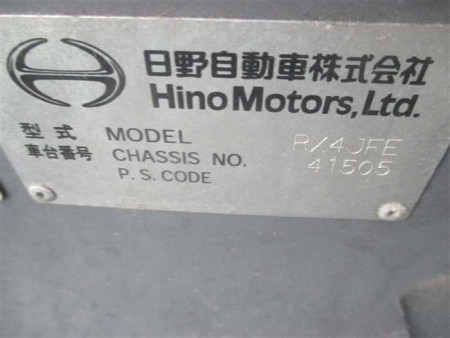 日野自動車株式会社
Hino Motors, Ltd.
型式 MODEL RX4JFE
車台番号 CHASSIS NO. 41505
P.S. CODE